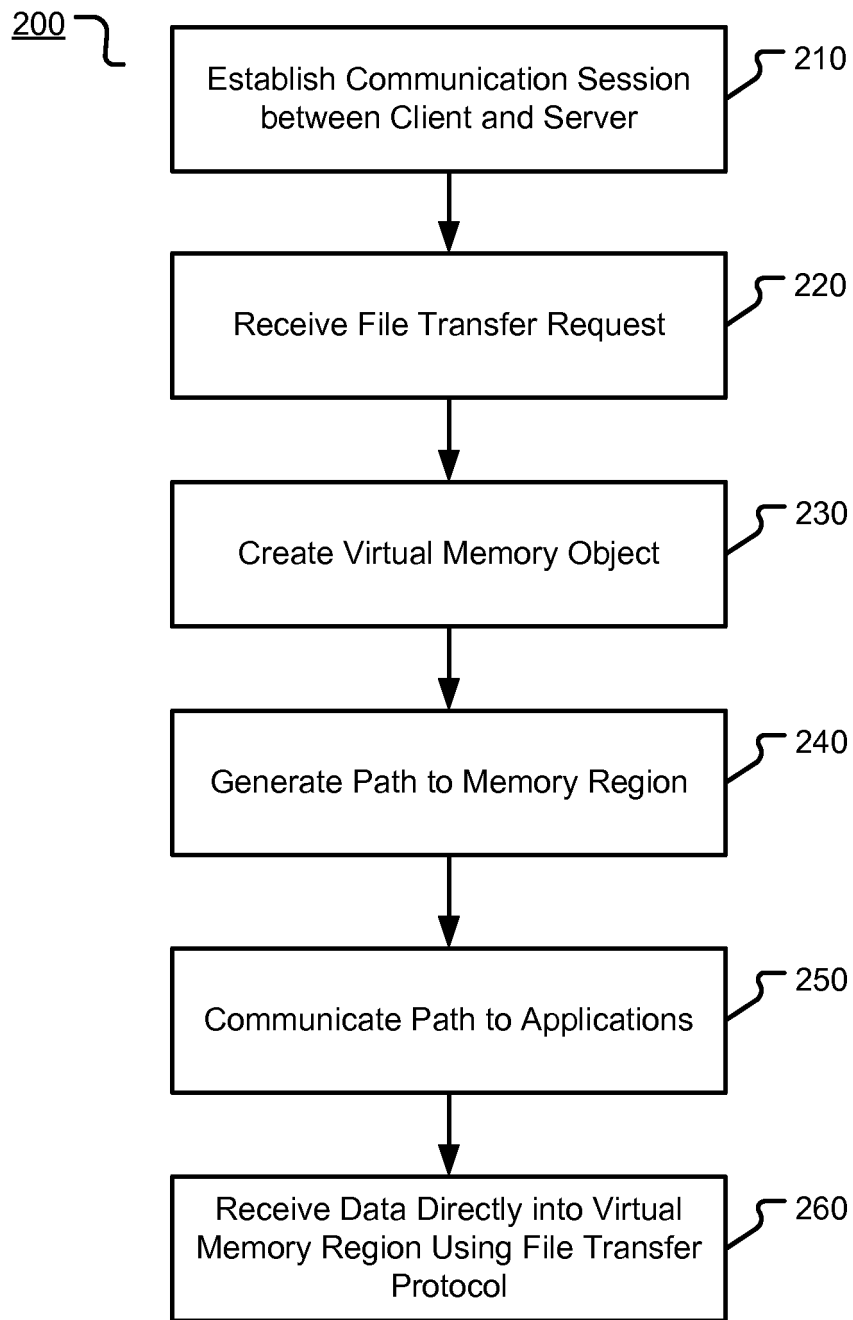 200
210
Establish Communication Session
between Client and Server
220
Receive File Transfer Request
230
Create Virtual Memory Object
240
Generate Path to Memory Region
250
Communicate Path to Applications
260
Receive Data Directly into Virtual
Memory Region Using File Transfer
Protocol